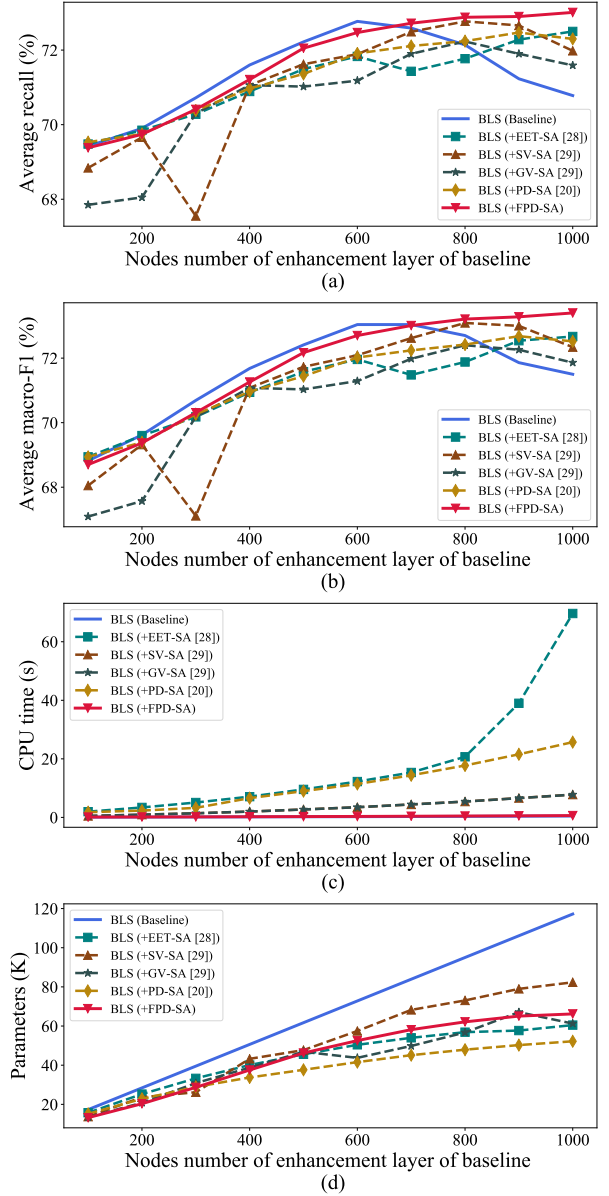 Average recall (%)
72
70
68
BLS (Baseline)
BLS (+EET-SA [28])
BLS (+SV-SA [29])
BLS (+GV-SA [29])
BLS (+PD-SA [20])
BLS (+FPD-SA)
200 400 600 800 1000
Nodes number of enhancement layer of baseline
(a)
Average macro-F1 (%)
72
70
68
BLS (Baseline)
BLS (+EET-SA [28])
BLS (+SV-SA [29])
BLS (+GV-SA [29])
BLS (+PD-SA [20])
BLS (+FPD-SA)
200 400 600 800 1000
Nodes number of enhancement layer of baseline
(b)
CPU time (s)
60
40
20
0
BLS (Baseline)
BLS (+EET-SA [28])
BLS (+SV-SA [29])
BLS (+GV-SA [29])
BLS (+PD-SA [20])
BLS (+FPD-SA)
200 400 600 800 1000
Nodes number of enhancement layer of baseline
(c)
Parameters (K)
120
100
80
60
40
20
BLS (Baseline)
BLS (+EET-SA [28])
BLS (+SV-SA [29])
BLS (+GV-SA [29])
BLS (+PD-SA [20])
BLS (+FPD-SA)
200 400 600 800 1000
Nodes number of enhancement layer of baseline
(d)